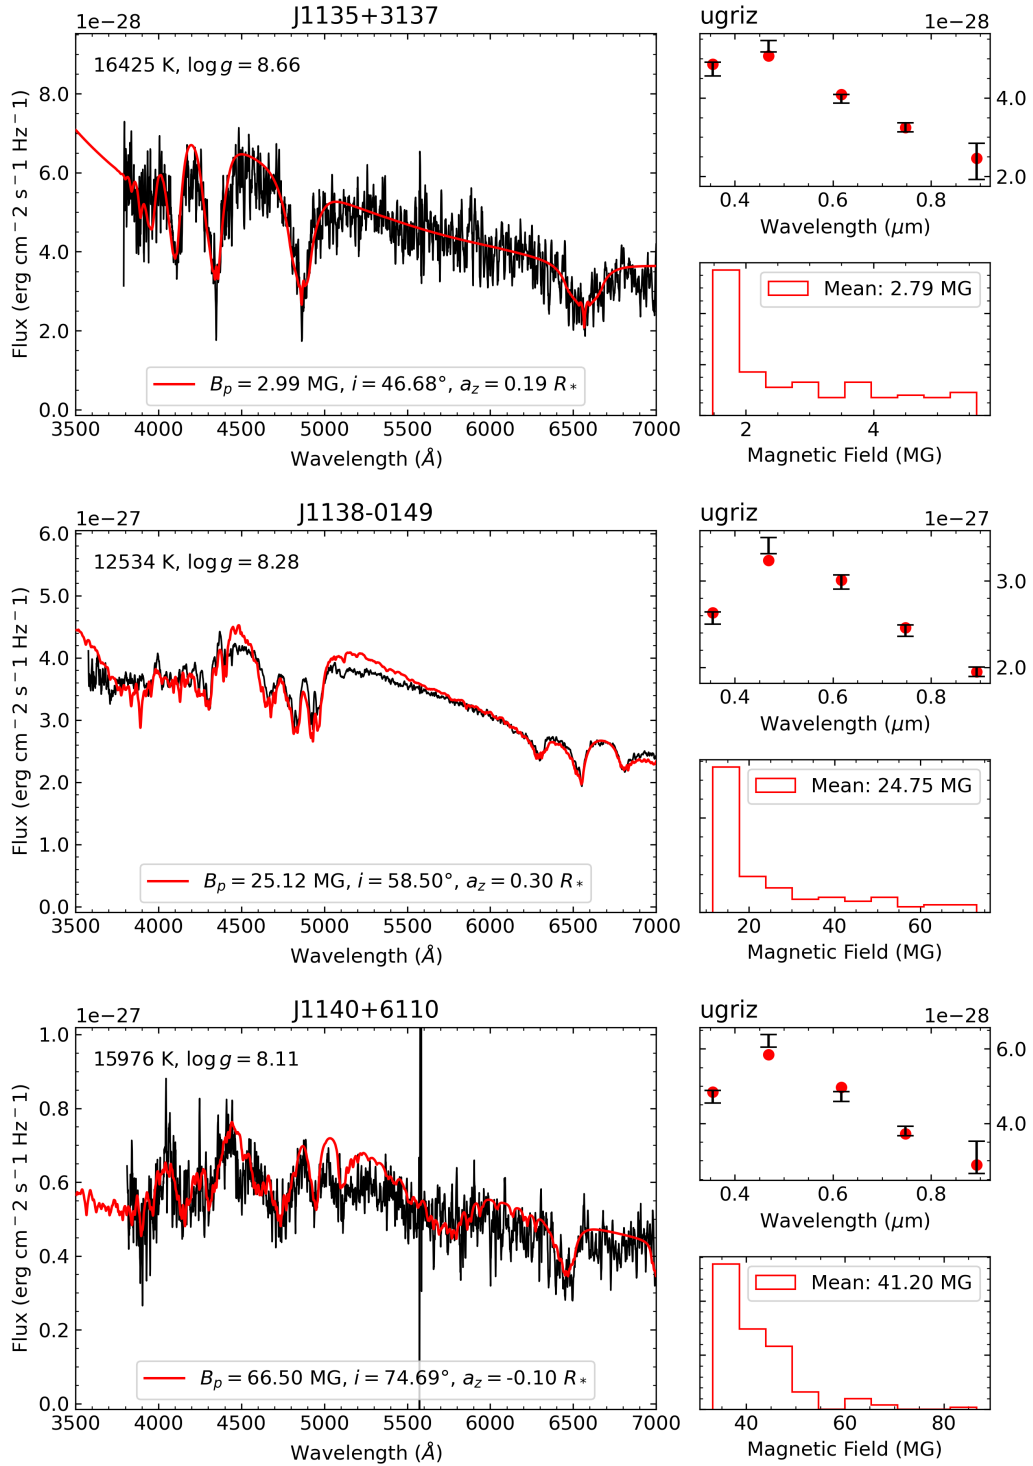 J1135+3137
1e−28
16425 K, log g = 8.66
8.0
6.0
4.0
2.0
0.0
Flux (erg cm−2 s−1 Hz−1)
B_p = 2.99 MG, i = 46.68°, a_z = 0.19 R*
3500 4000 4500 5000 5500 6000 6500 7000
Wavelength (Å)
ugriz
1e−28
4.0
2.0
0.4 0.6 0.8
Wavelength (μm)
Mean: 2.79 MG
2 4
Magnetic Field (MG)
J1138-0149
1e−27
12534 K, log g = 8.28
6.0
5.0
4.0
3.0
2.0
1.0
0.0
Flux (erg cm−2 s−1 Hz−1)
B_p = 25.12 MG, i = 58.50°, a_z = 0.30 R*
3500 4000 4500 5000 5500 6000 6500 7000
Wavelength (Å)
ugriz
1e−27
3.0
2.0
0.4 0.6 0.8
Wavelength (μm)
Mean: 24.75 MG
20 40 60
Magnetic Field (MG)
J1140+6110
1e−27
15976 K, log g = 8.11
1.0
0.8
0.6
0.4
0.2
0.0
Flux (erg cm−2 s−1 Hz−1)
B_p = 66.50 MG, i = 74.69°, a_z = -0.10 R*
3500 4000 4500 5000 5500 6000 6500 7000
Wavelength (Å)
ugriz
1e−28
6.0
4.0
0.4 0.6 0.8
Wavelength (μm)
Mean: 41.20 MG
40 60 80
Magnetic Field (MG)